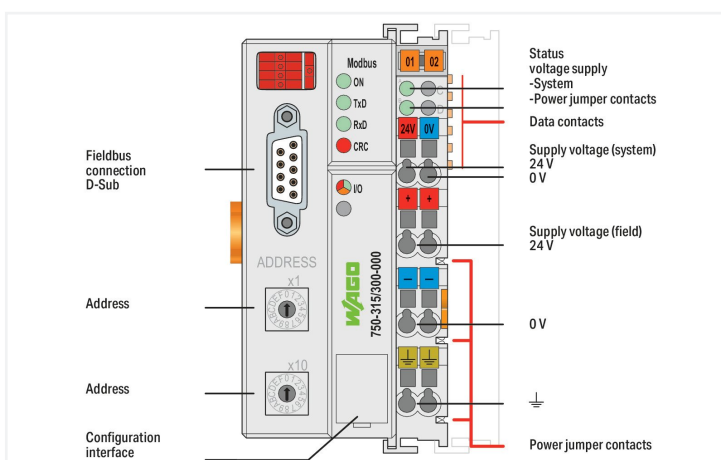 Fieldbus
connection
D-Sub
Address
Address
Configuration
interface
ADDRESS
x1
x10
Modbus
ON
TxD
RxD
CRC
I/O
WAGO
750-315/300-000
01 02
24V 0V
+ +
— —
Status
voltage supply
-System
-Power jumper contacts
Data contacts
Supply voltage (system)
24 V
0 V
Supply voltage (field)
24 V
0 V
Power jumper contacts